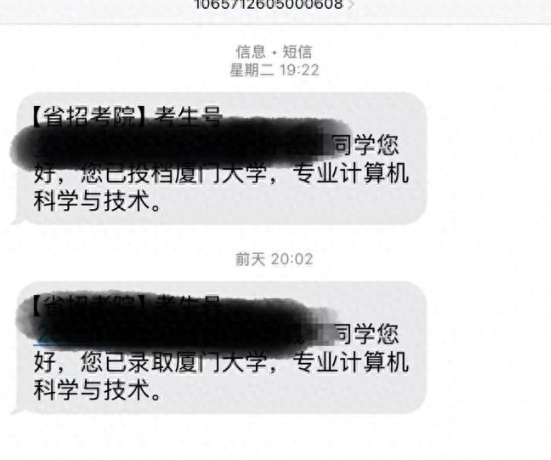 1065712605000608
信息・短信
星期二 19:22
【省招考院】考生号
同学您
好，您已投档厦门大学，专业计算机
科学与技术。
前天 20:02
【省招考院】考生号
同学您
好，您已录取厦门大学，专业计算机
科学与技术。